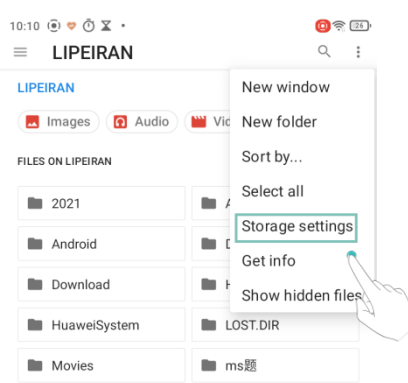 10:10
26
LIPEIRAN
LIPEIRAN
New window
Images
Audio
Vid
New folder
FILES ON LIPEIRAN
Sort by...
Select all
2021
A
Storage settings
Android
Get info
Download
H
Show hidden files
HuaweiSystem
LOST.DIR
Movies
ms题